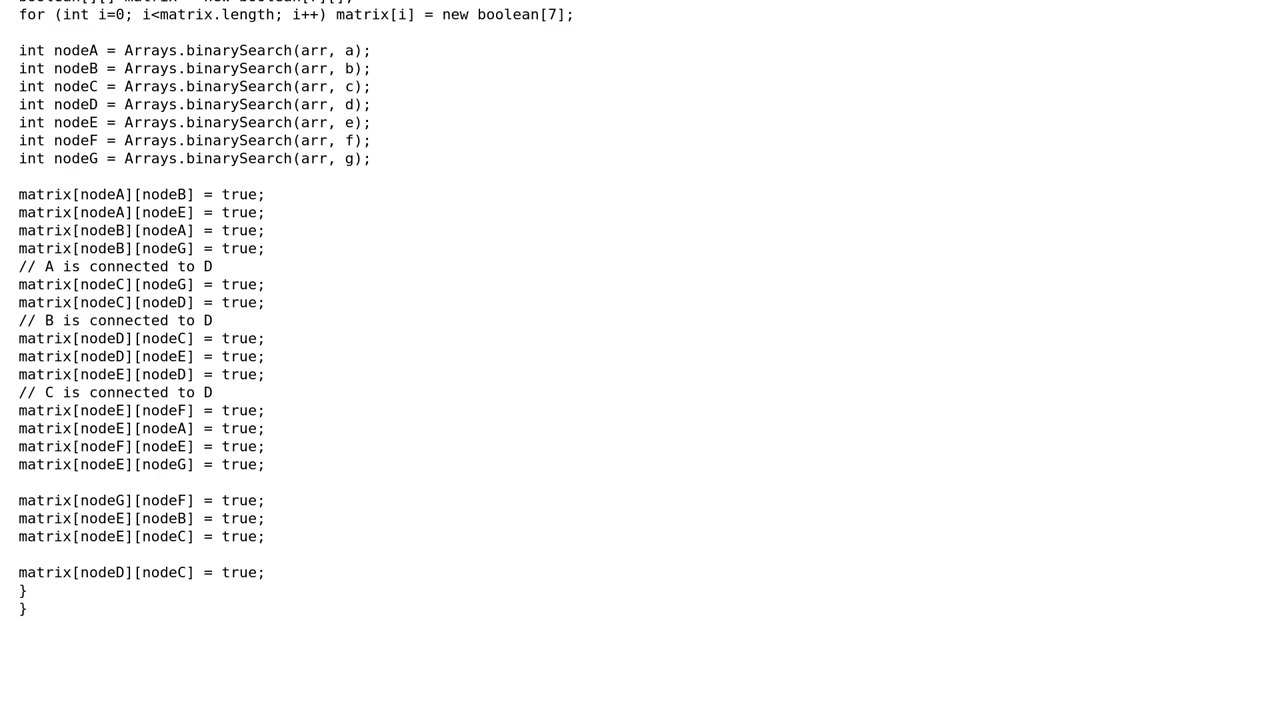 for (int i=0; i<matrix.length; i++) matrix[i] = new boolean[7];
int nodeA = Arrays.binarySearch(arr, a);
int nodeB = Arrays.binarySearch(arr, b);
int nodeC = Arrays.binarySearch(arr, c);
int nodeD = Arrays.binarySearch(arr, d);
int nodeE = Arrays.binarySearch(arr, e);
int nodeF = Arrays.binarySearch(arr, f);
int nodeG = Arrays.binarySearch(arr, g);
matrix[nodeA][nodeB] = true;
matrix[nodeA][nodeE] = true;
matrix[nodeB][nodeA] = true;
matrix[nodeB][nodeG] = true;
// A is connected to D
matrix[nodeC][nodeG] = true;
matrix[nodeC][nodeD] = true;
// B is connected to D
matrix[nodeD][nodeC] = true;
matrix[nodeD][nodeE] = true;
matrix[nodeE][nodeD] = true;
// C is connected to D
matrix[nodeE][nodeF] = true;
matrix[nodeE][nodeA] = true;
matrix[nodeF][nodeE] = true;
matrix[nodeE][nodeG] = true;
matrix[nodeG][nodeF] = true;
matrix[nodeE][nodeB] = true;
matrix[nodeE][nodeC] = true;
matrix[nodeD][nodeC] = true;
}
}